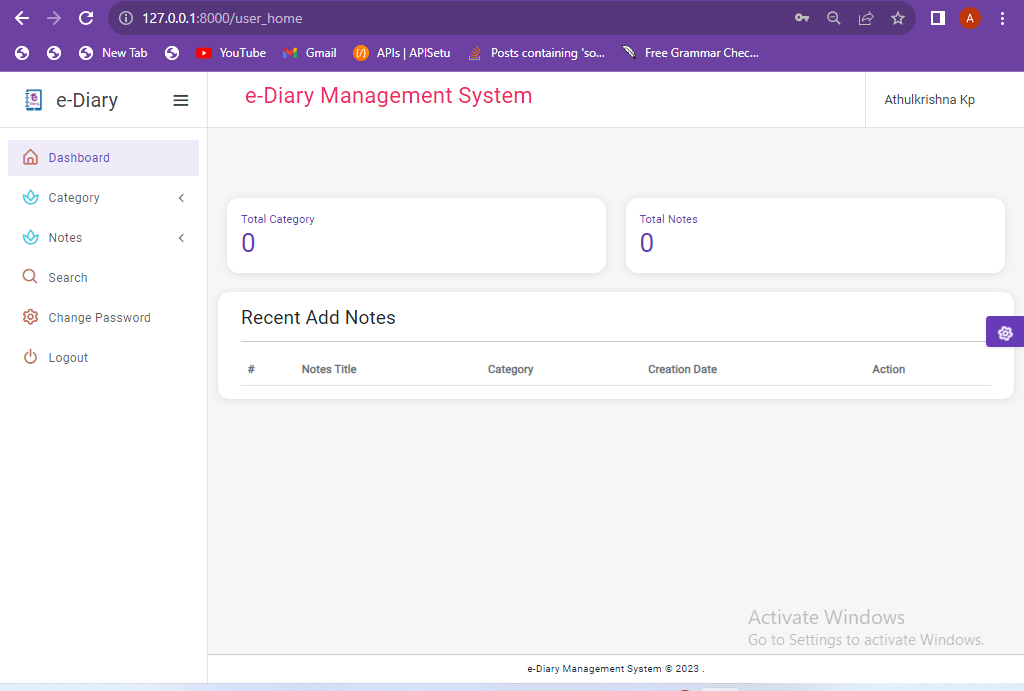 127.0.0.1:8000/user_home
A
New Tab
YouTube
Gmail
APIs | APISetu
Posts containing 'so...
Free Grammar Chec...
e-Diary
e-Diary Management System
Athulkrishna Kp
Dashboard
Category
Notes
Search
Change Password
Logout
Total Category
0
Total Notes
0
Recent Add Notes
# Notes Title Category Creation Date Action
Activate Windows
Go to Settings to activate Windows.
e-Diary Management System © 2023 .